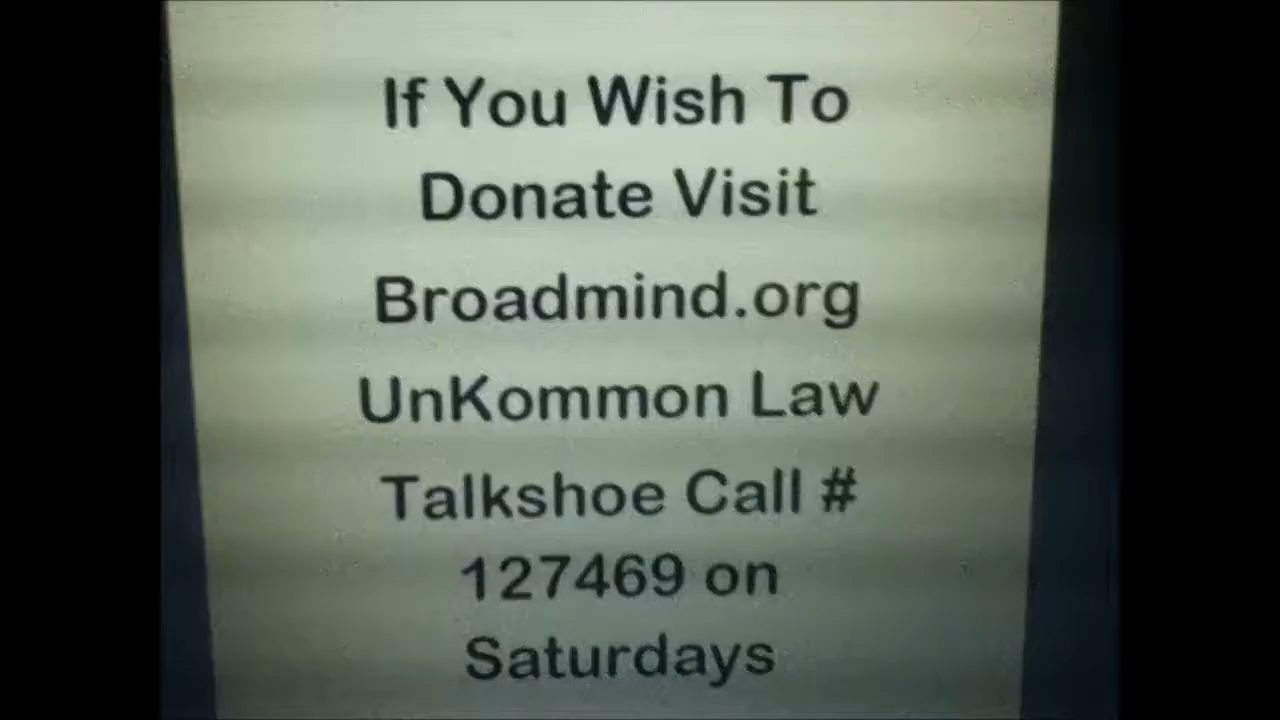 If You Wish To
Donate Visit
Broadmind.org
UnKommon Law
Talkshoe Call #
127469 on
Saturdays